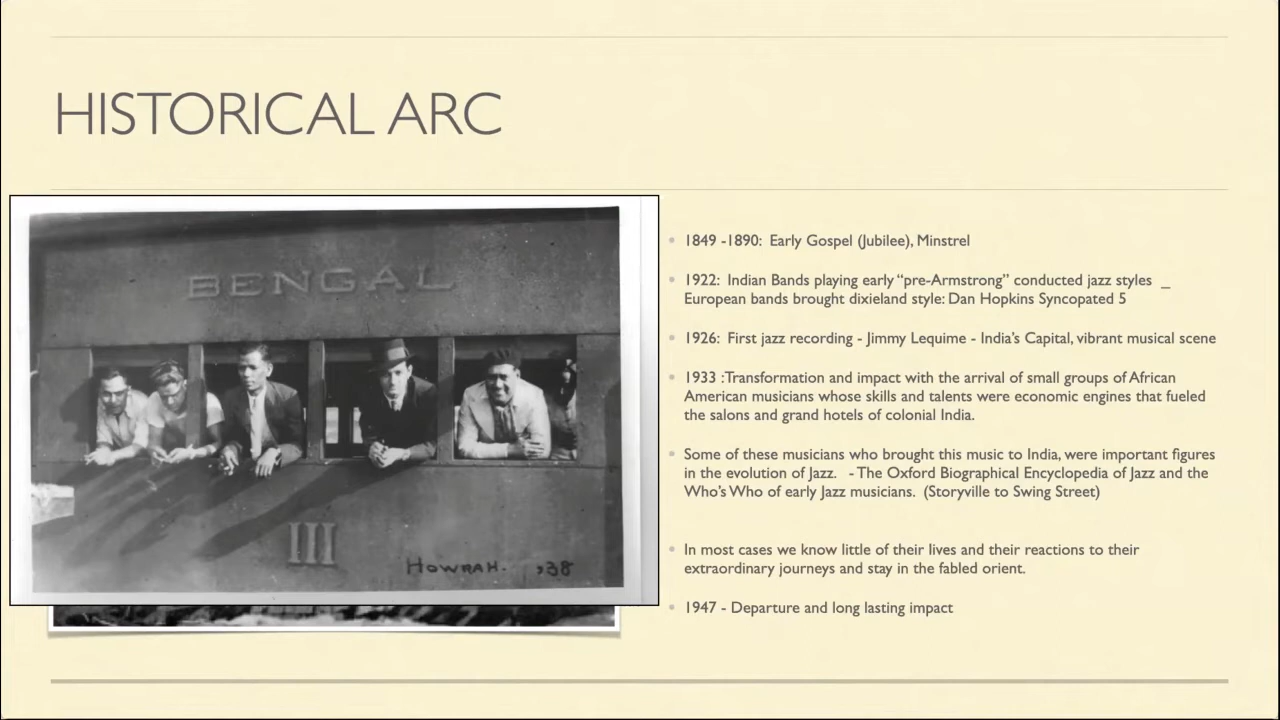 HISTORICAL ARC
BENGAL
III
HOWRAH. ,38
1849 -1890: Early Gospel (Jubilee), Minstrel
1922: Indian Bands playing early “pre-Armstrong” conducted jazz styles _
European bands brought dixieland style: Dan Hopkins Syncopated 5
1926: First jazz recording - Jimmy Lequime - India’s Capital, vibrant musical scene
1933 :Transformation and impact with the arrival of small groups of African
American musicians whose skills and talents were economic engines that fueled
the salons and grand hotels of colonial India.
Some of these musicians who brought this music to India, were important figures
in the evolution of Jazz. - The Oxford Biographical Encyclopedia of Jazz and the
Who’s Who of early Jazz musicians. (Storyville to Swing Street)
In most cases we know little of their lives and their reactions to their
extraordinary journeys and stay in the fabled orient.
1947 - Departure and long lasting impact